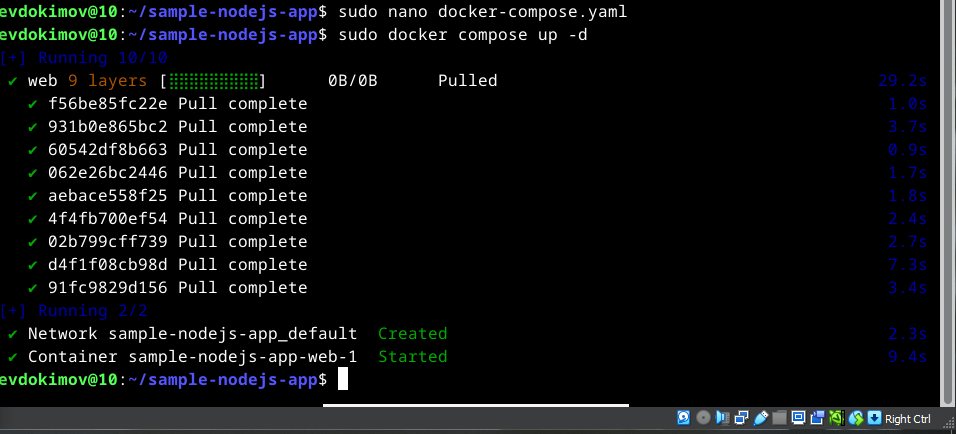 evdokimov@10:~/sample-nodejs-app$ sudo nano docker-compose.yaml
evdokimov@10:~/sample-nodejs-app$ sudo docker compose up -d
[+] Running 10/10
✔ web 9 layers [⣿⣿⣿⣿⣿⣿⣿⣿⣿] 0B/0B Pulled 29.2s
✔ f56be85fc22e Pull complete 1.0s
✔ 931b0e865bc2 Pull complete 3.7s
✔ 60542df8b663 Pull complete 0.9s
✔ 062e26bc2446 Pull complete 1.7s
✔ aebace558f25 Pull complete 1.8s
✔ 4f4fb700ef54 Pull complete 2.4s
✔ 02b799cff739 Pull complete 2.7s
✔ d4f1f08cb98d Pull complete 7.3s
✔ 91fc9829d156 Pull complete 3.4s
[+] Running 2/2
✔ Network sample-nodejs-app_default Created 2.3s
✔ Container sample-nodejs-app-web-1 Started 9.4s
evdokimov@10:~/sample-nodejs-app$
Right Ctrl